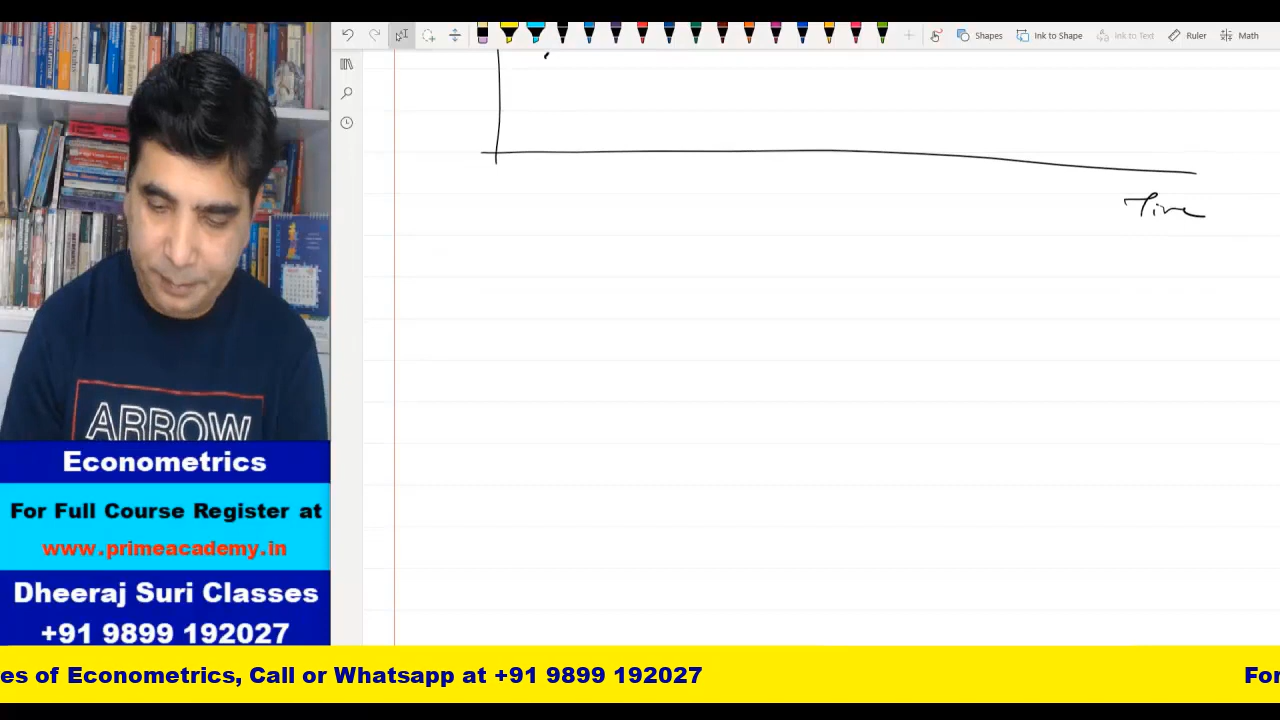 Shapes
Ink to Shape
Ink to Text
Ruler
Math
Time
ARROW
Econometrics
For Full Course Register at
www.primeacademy.in
Dheeraj Suri Classes
+91 9899 192027
es of Econometrics, Call or Whatsapp at +91 9899 192027
For